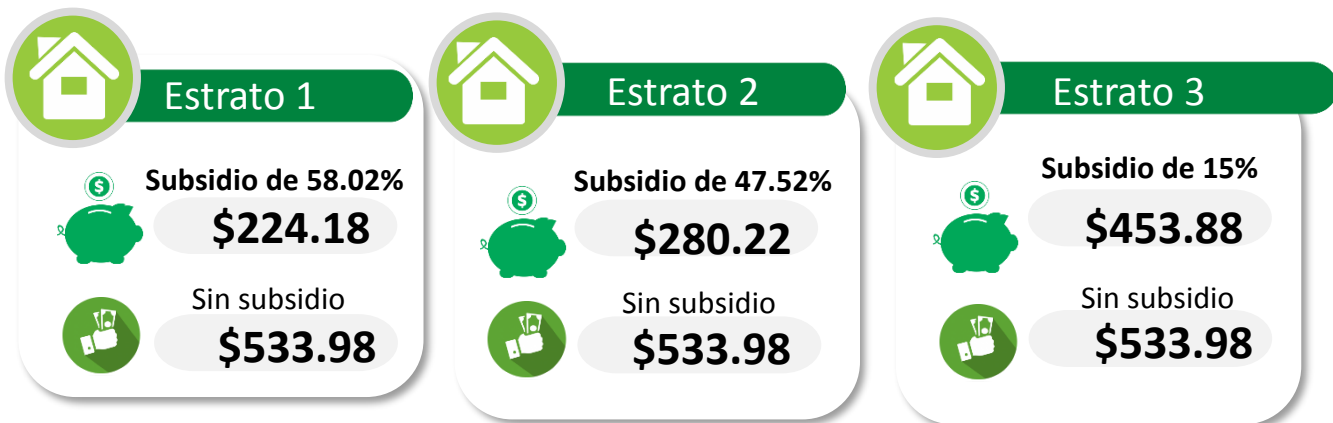 Estrato 1
Subsidio de 58.02%
$224.18
Sin subsidio
$533.98
Estrato 2
Subsidio de 47.52%
$280.22
Sin subsidio
$533.98
Estrato 3
Subsidio de 15%
$453.88
Sin subsidio
$533.98